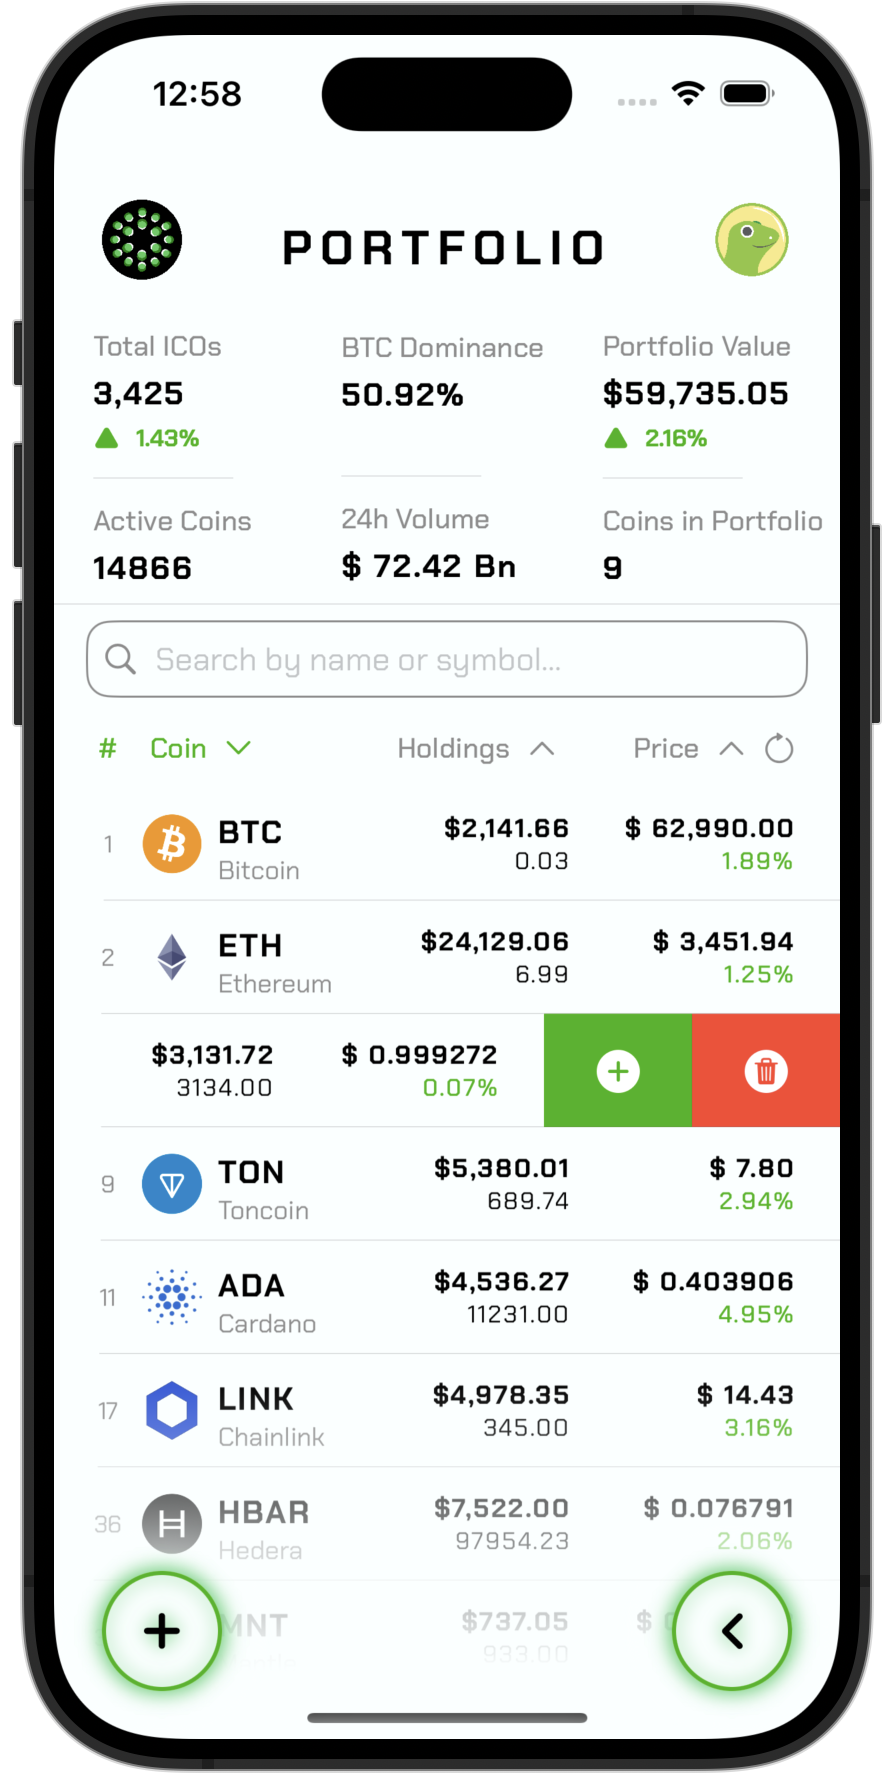 12:58
PORTFOLIO
Total ICOs BTC Dominance Portfolio Value
3,425 50.92% $59,735.05
1.43% 2.16%
Active Coins 24h Volume Coins in Portfolio
14866 $ 72.42 Bn 9
Search by name or symbol...
# Coin Holdings Price
1 BTC $2,141.66 $ 62,990.00
Bitcoin 0.03 1.89%
2 ETH $24,129.06 $ 3,451.94
Ethereum 6.99 1.25%
$3,131.72 $ 0.999272
3134.00 0.07%
9 TON $5,380.01 $ 7.80
Toncoin 689.74 2.94%
11 ADA $4,536.27 $ 0.403906
Cardano 11231.00 4.95%
17 LINK $4,978.35 $ 14.43
Chainlink 345.00 3.16%
36 HBAR $7,522.00 $ 0.076791
Hedera 97954.23 2.06%
MNT $737.05 $
933.00